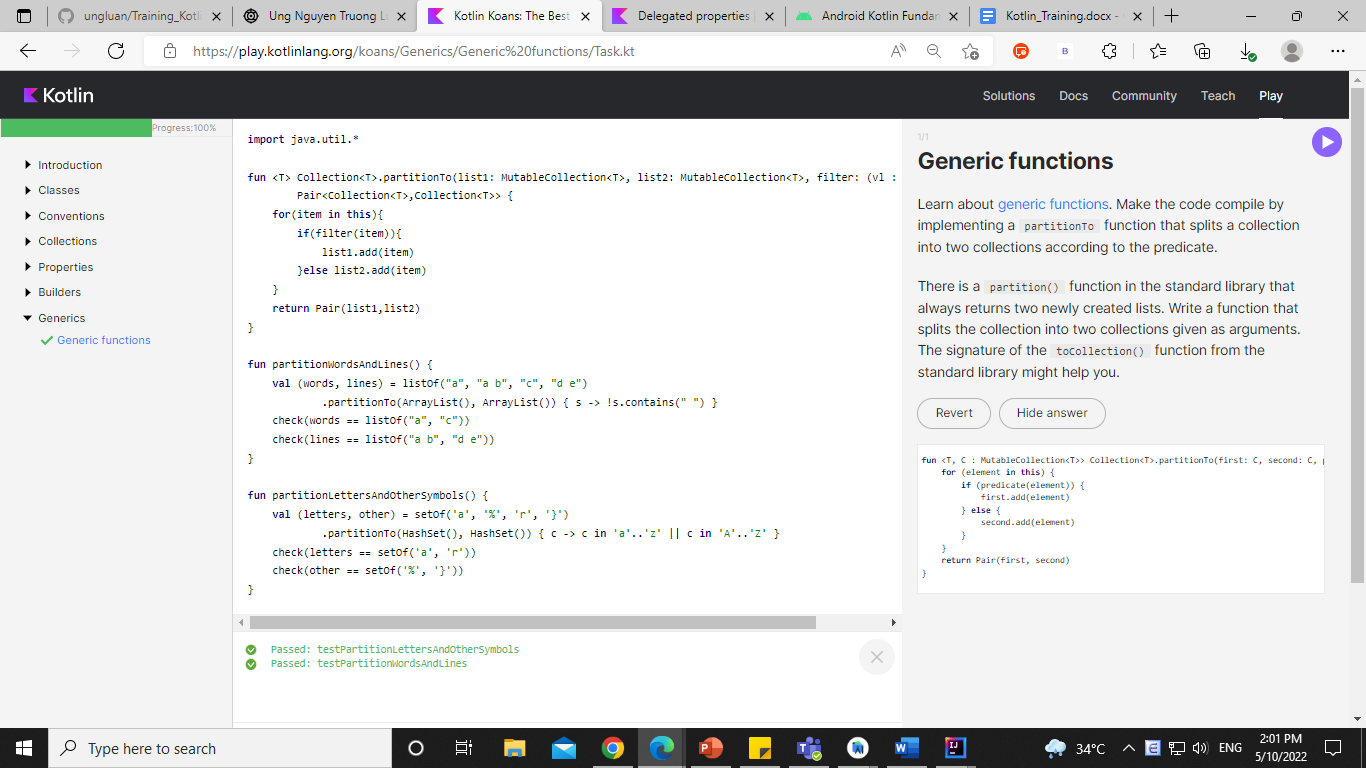 ungluan/Training_Kotl
Ung Nguyen Truong L
Kotlin Koans: The Best
Delegated properties
Android Kotlin Fundan
Kotlin_Training.docx -
https://play.kotlinlang.org/koans/Generics/Generic%20functions/Task.kt
Kotlin
Solutions Docs Community Teach Play
Progress:100%
Introduction
Classes
Conventions
Collections
Properties
Builders
Generics
Generic functions
import java.util.*
fun <T> Collection<T>.partitionTo(list1: MutableCollection<T>, list2: MutableCollection<T>, filter: (vl :
Pair<Collection<T>,Collection<T>> {
for(item in this){
if(filter(item)){
list1.add(item)
}else list2.add(item)
}
return Pair(list1,list2)
}
fun partitionWordsAndLines() {
val (words, lines) = listOf("a", "a b", "c", "d e")
.partitionTo(ArrayList(), ArrayList()) { s -> !s.contains(" ") }
check(words == listOf("a", "c"))
check(lines == listOf("a b", "d e"))
}
fun partitionLettersAndOtherSymbols() {
val (letters, other) = setOf('a', '%', 'r', '}')
.partitionTo(HashSet(), HashSet()) { c -> c in 'a'..'z' || c in 'A'..'Z' }
check(letters == setOf('a', 'r'))
check(other == setOf('%', '}'))
}
Passed: testPartitionLettersAndOtherSymbols
Passed: testPartitionWordsAndLines
1/1
Generic functions
Learn about generic functions. Make the code compile by
implementing a partitionTo function that splits a collection
into two collections according to the predicate.
There is a partition() function in the standard library that
always returns two newly created lists. Write a function that
splits the collection into two collections given as arguments.
The signature of the toCollection() function from the
standard library might help you.
Revert Hide answer
fun <T, C : MutableCollection<T>> Collection<T>.partitionTo(first: C, second: C,
for (element in this) {
if (predicate(element)) {
first.add(element)
} else {
second.add(element)
}
}
return Pair(first, second)
}
Type here to search
34°C
ENG
2:01 PM
5/10/2022